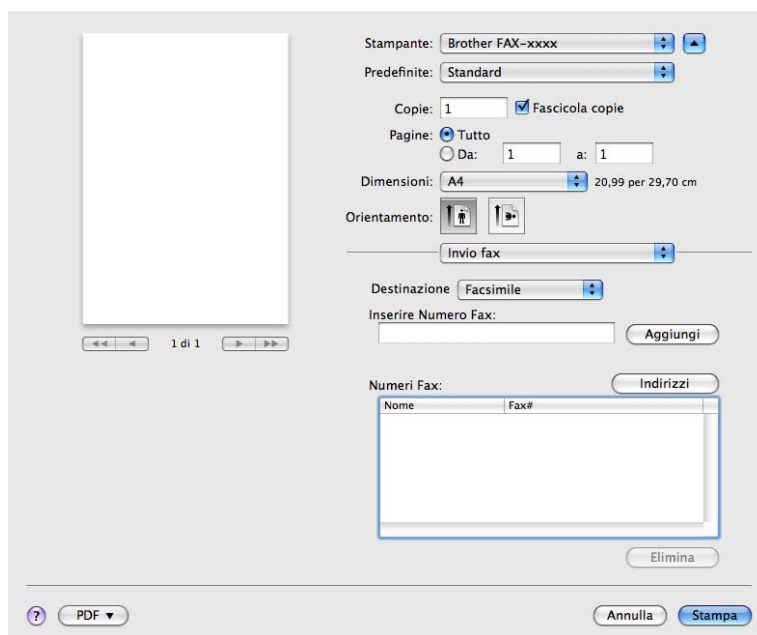 Stampante: Brother FAX-xxxx
Predefinite: Standard
Copie: 1 Fascicola copie
Pagine: Tutto
Da: 1 a: 1
Dimensioni: A4 20,99 per 29,70 cm
Orientamento:
Invio fax
Destinazione Facsimile
Inserire Numero Fax:
Aggiungi
1 di 1
Numeri Fax: Indirizzi
Nome Fax#
Elimina
? PDF Annulla Stampa